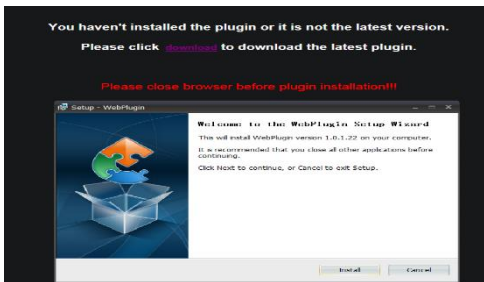 You haven't installed the plugin or it is not the latest version.
Please click download to download the latest plugin.
Please close browser before plugin installation!!!
Setup - WebPlugin
Welcome to the WebPlugin Setup Wizard
This will install WebPlugin version 1.0.1.22 on your computer.
It is recommended that you close all other applications before
continuing.
Click Next to continue, or Cancel to exit Setup.
Install Cancel